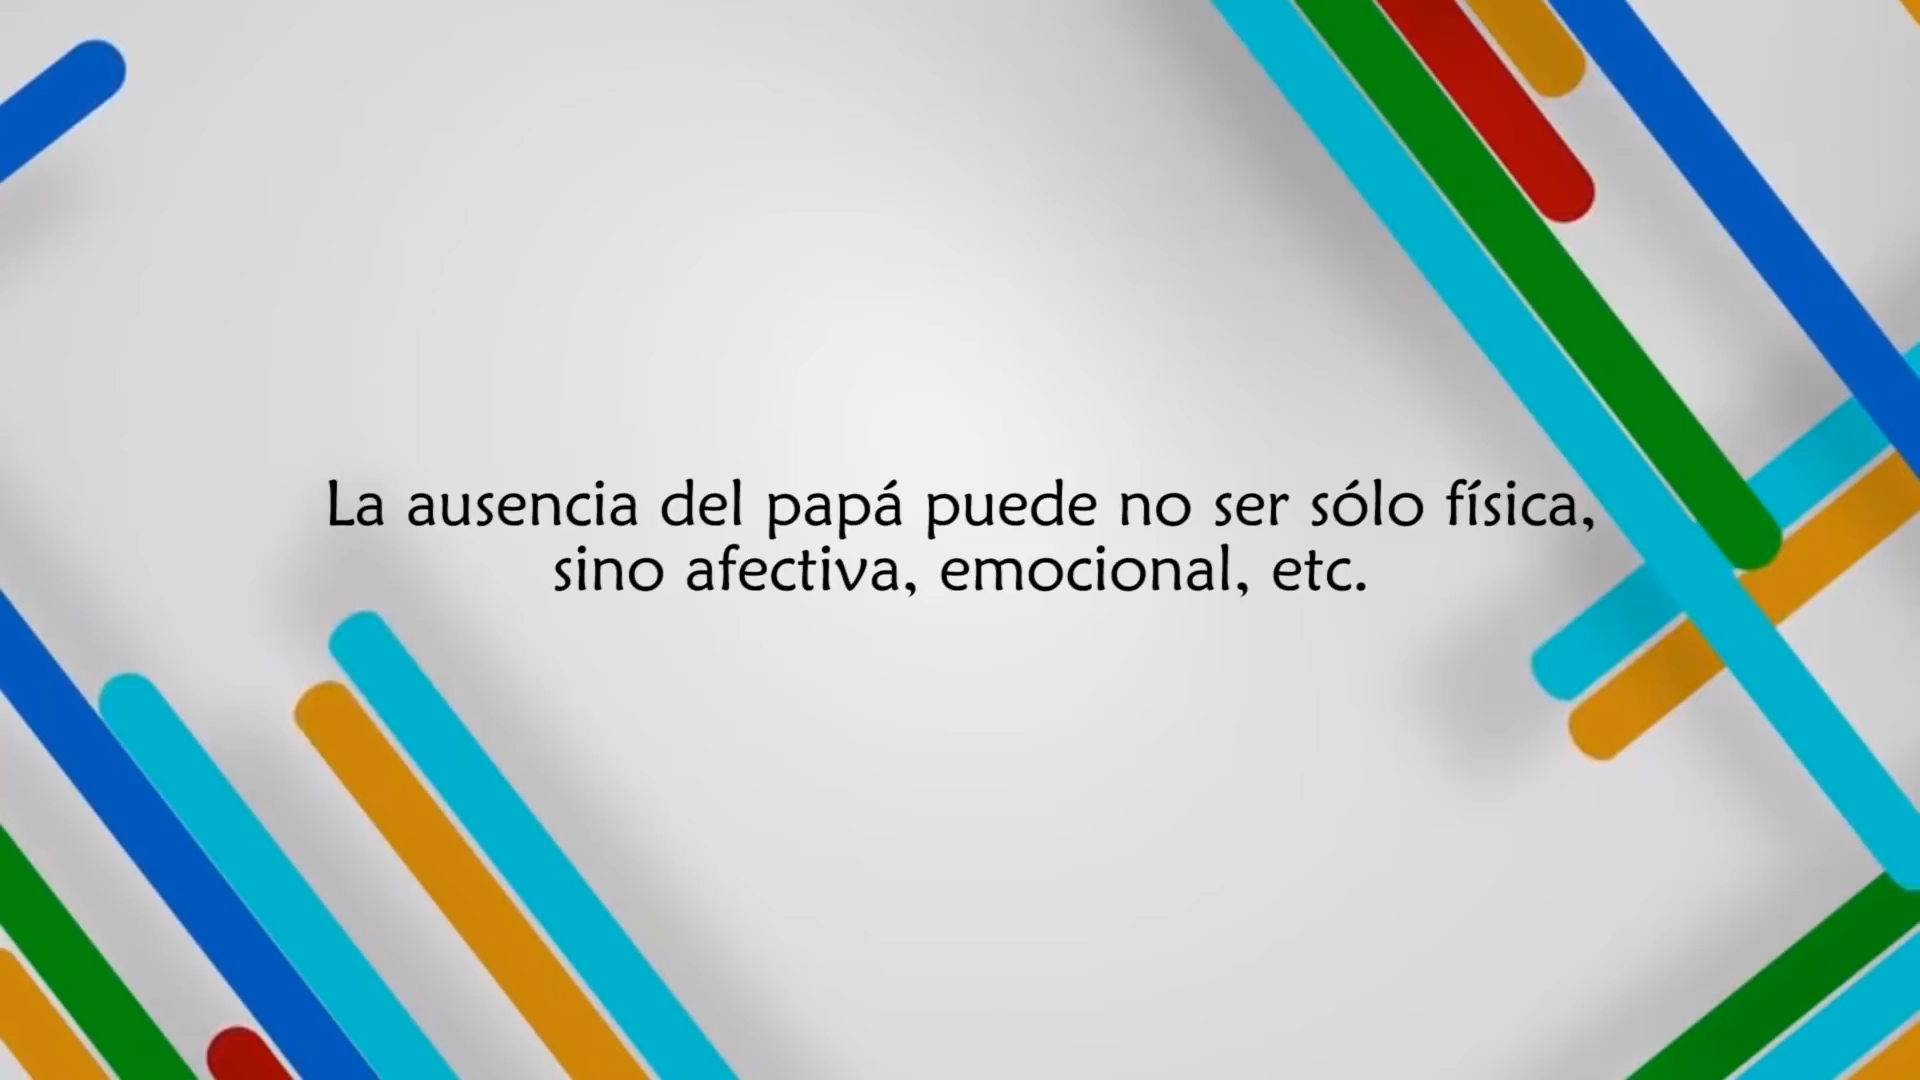 La ausencia del papá puede no ser sólo física,
sino afectiva, emocional, etc.